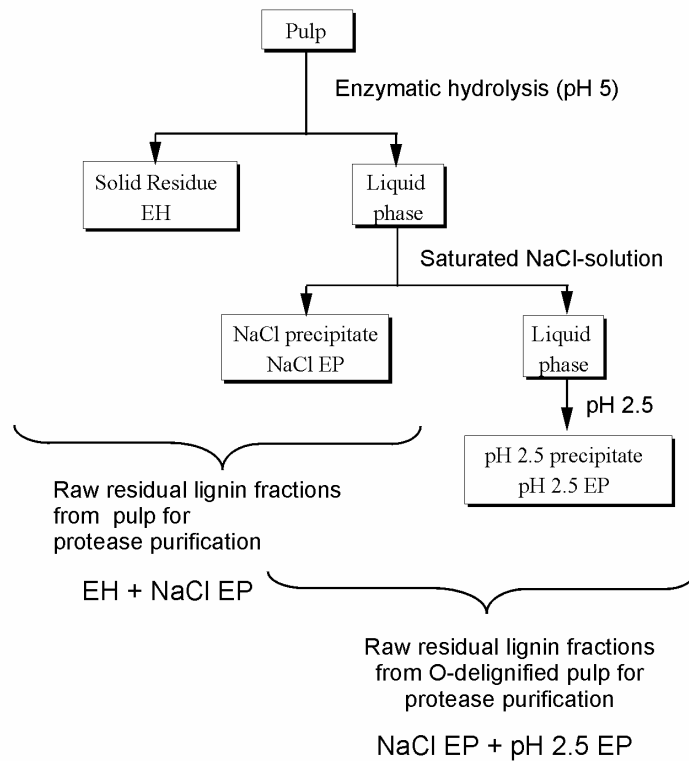 Pulp
Enzymatic hydrolysis (pH 5)
Solid Residue
EH
Liquid
phase
Saturated NaCl-solution
NaCl precipitate
NaCl EP
Liquid
phase
pH 2.5
pH 2.5 precipitate
pH 2.5 EP
Raw residual lignin fractions
from pulp for
protease purification
EH + NaCl EP
Raw residual lignin fractions
from O-delignified pulp for
protease purification
NaCl EP + pH 2.5 EP